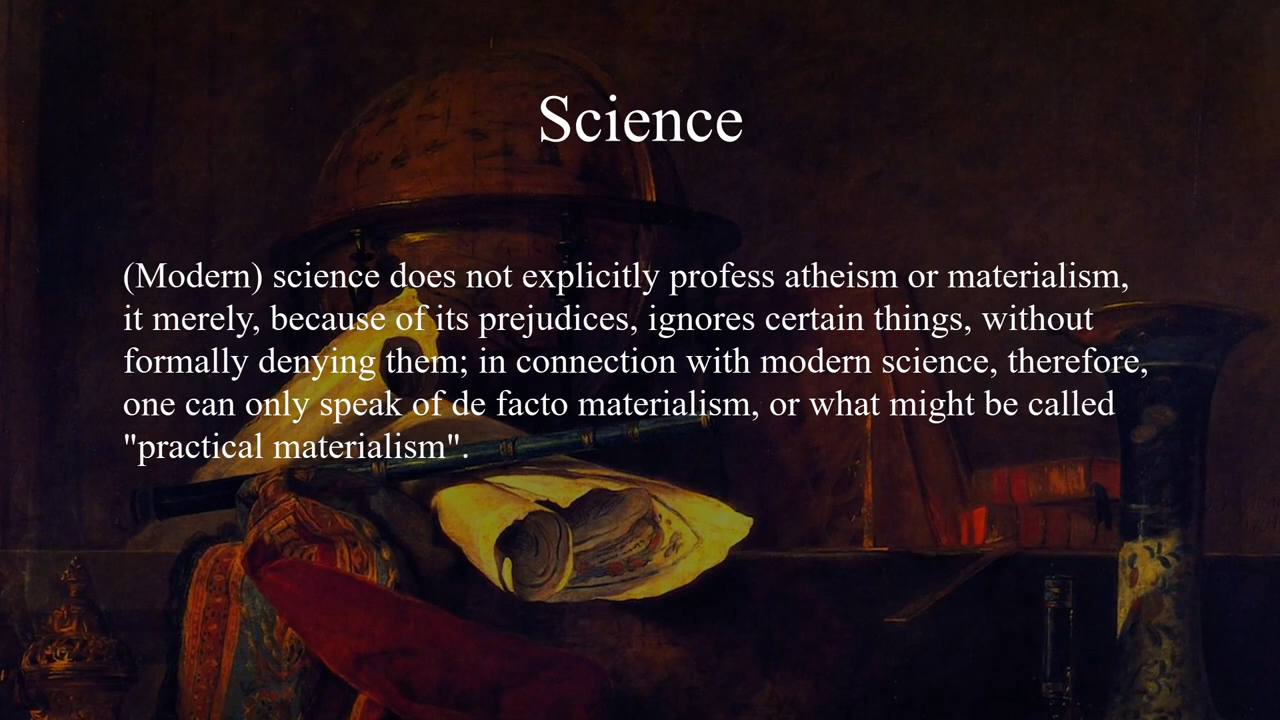 Science
(Modern) science does not explicitly profess atheism or materialism,
it merely, because of its prejudices, ignores certain things, without
formally denying them; in connection with modern science, therefore,
one can only speak of de facto materialism, or what might be called
"practical materialism".